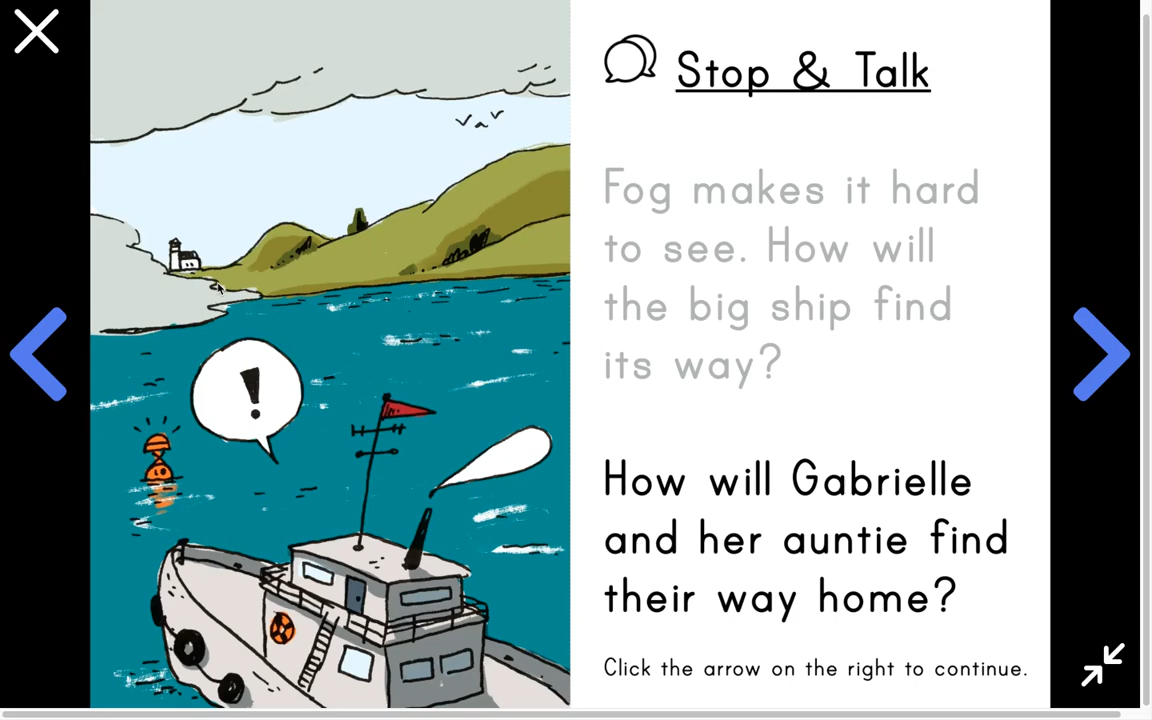 Stop & Talk
Fog makes it hard
to see. How will
the big ship find
its way?
!
How will Gabrielle
and her auntie find
their way home?
Click the arrow on the right to continue.